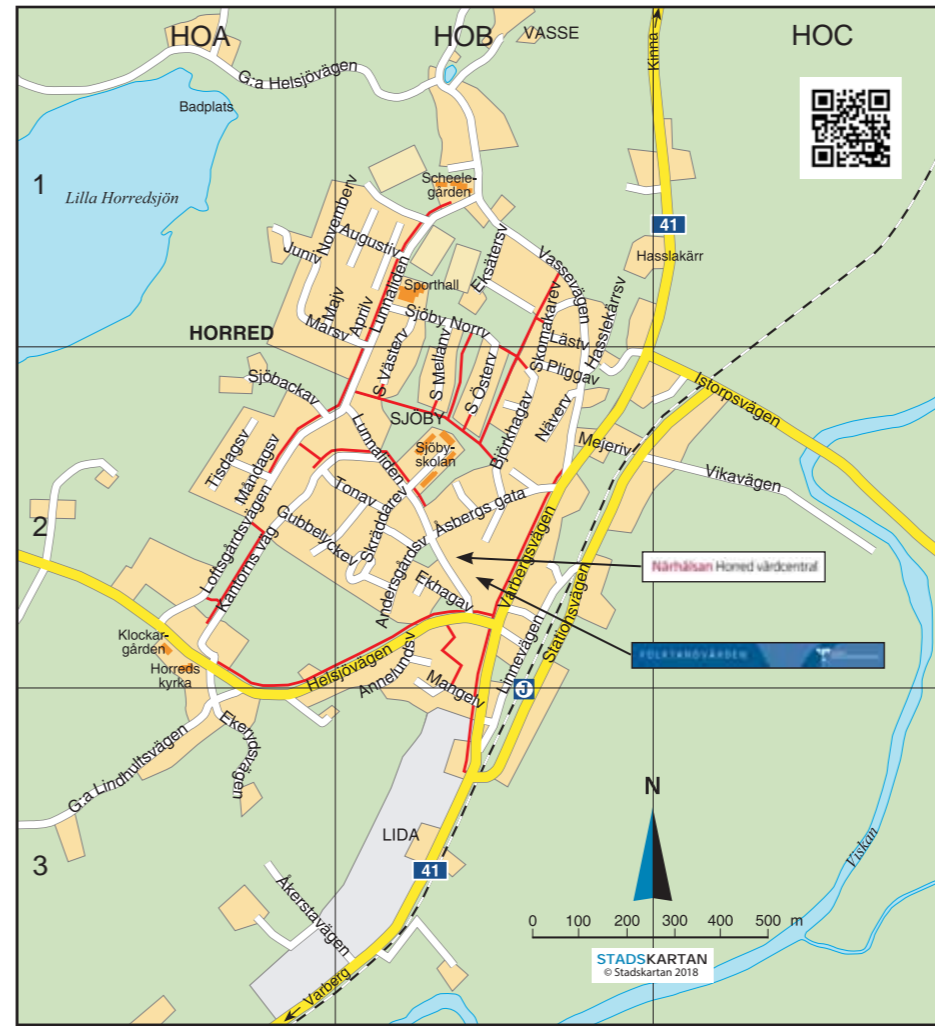 HOA
HOB
HOC
VASSE
Kinna
G:a Helsjövägen
Badplats
1
Lilla Horredsjön
Scheele-
gården
41
Hasslakärr
Novemberv
Augustiv
Juniv
Majv
Aprilv
Marsv
Lunnaliden
Sporthall
Eksätersv
Vassevägen
Sjöby Norrv
Skomakarev
Lästv
Hasslekärrsv
Pliggav
HORRED
S Västerv
S Mellanv
S Österv
Sjöbackav
SJÖBY
Sjöby-
skolan
Lunnaliden
Björkhagav
Näverv
Istorpsvägen
Mejeriv
Vikavägen
Tisdagsv
Måndagsv
2
Loftsgårdsvägen
Kantorns väg
Tonav
Gubbelyckev
Skräddarev
Åsbergs gata
Andersgårdsv
Ekhagav
Varbergsvägen
Stationsvägen
Linnevägen
Närhälsan Horred vårdcentral
FOLKTANDVÅRDEN
Klockar-
gården
Horreds
kyrka
Helsjövägen
Annelundsv
Mangelv
J
G:a Lindhultsvägen
Ekerydsvägen
3
LIDA
41
Åkerstavägen
Varberg
N
Viskan
0 100 200 300 400 500 m
STADSKARTAN
© Stadskartan 2018